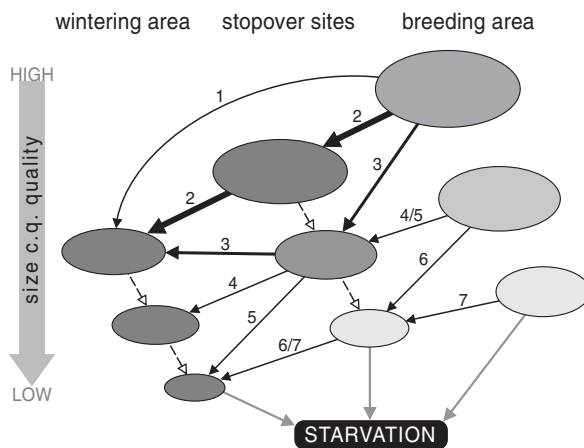 wintering area stopover sites breeding area
HIGH
1
2
3
2
4/5
3
6
4
7
5
6/7
size c.q. quality
LOW
STARVATION